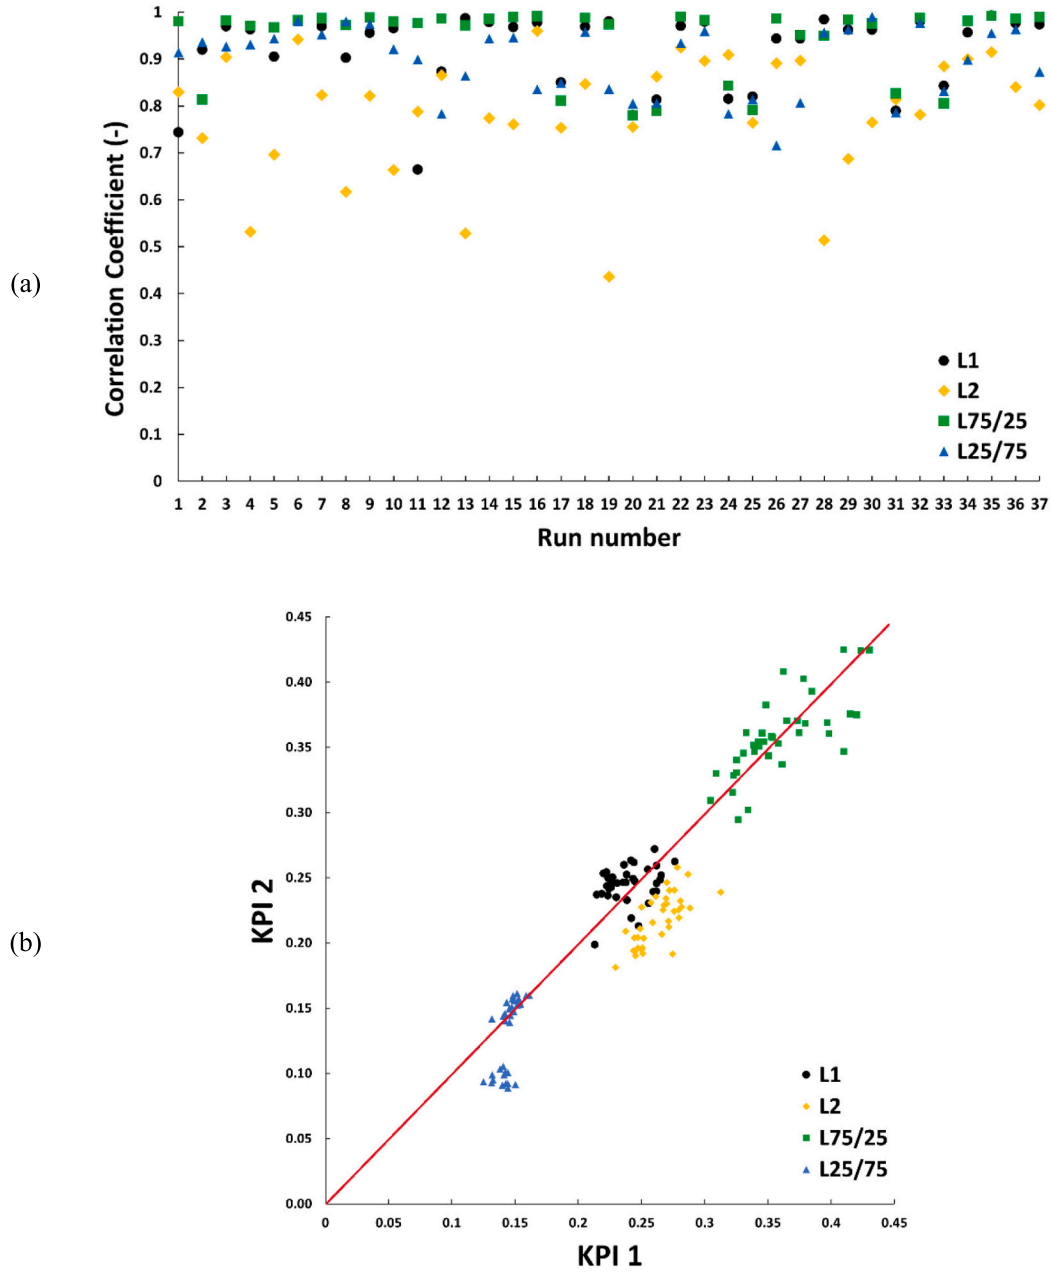 (a)
Correlation Coefficient (-)
1
0.9
0.8
0.7
0.6
0.5
0.4
0.3
0.2
0.1
0
L1
L2
L75/25
L25/75
1 2 3 4 5 6 7 8 9 10 11 12 13 14 15 16 17 18 19 20 21 22 23 24 25 26 27 28 29 30 31 32 33 34 35 36 37
Run number
(b)
KPI 2
0.45
0.40
0.35
0.30
0.25
0.20
0.15
0.10
0.05
0.00
L1
L2
L75/25
L25/75
0 0.05 0.15 0.15 0.2 0.25 0.3 0.35 0.4 0.45
KPI 1